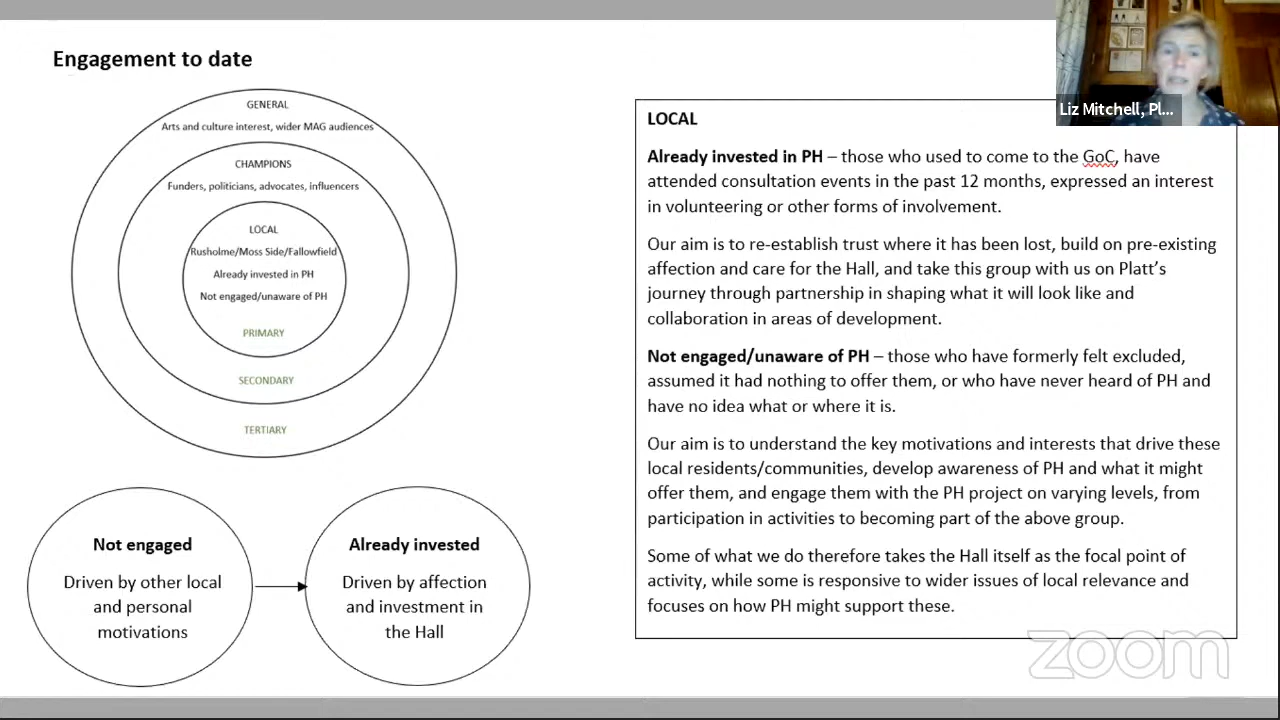 Engagement to date
GENERAL
Arts and culture interest, wider MAG audiences
CHAMPIONS
Funders, politicians, advocates, influencers
LOCAL
Rusholme/Moss Side/Fallowfield
Already invested in PH
Not engaged/unaware of PH
PRIMARY
SECONDARY
TERTIARY
Not engaged
Driven by other local
and personal
motivations
Already invested
Driven by affection
and investment in
the Hall
Liz Mitchell, Pl...
LOCAL
Already invested in PH – those who used to come to the GoC, have
attended consultation events in the past 12 months, expressed an interest
in volunteering or other forms of involvement.
Our aim is to re-establish trust where it has been lost, build on pre-existing
affection and care for the Hall, and take this group with us on Platt’s
journey through partnership in shaping what it will look like and
collaboration in areas of development.
Not engaged/unaware of PH – those who have formerly felt excluded,
assumed it had nothing to offer them, or who have never heard of PH and
have no idea what or where it is.
Our aim is to understand the key motivations and interests that drive these
local residents/communities, develop awareness of PH and what it might
offer them, and engage them with the PH project on varying levels, from
participation in activities to becoming part of the above group.
Some of what we do therefore takes the Hall itself as the focal point of
activity, while some is responsive to wider issues of local relevance and
focuses on how PH might support these.
zoom